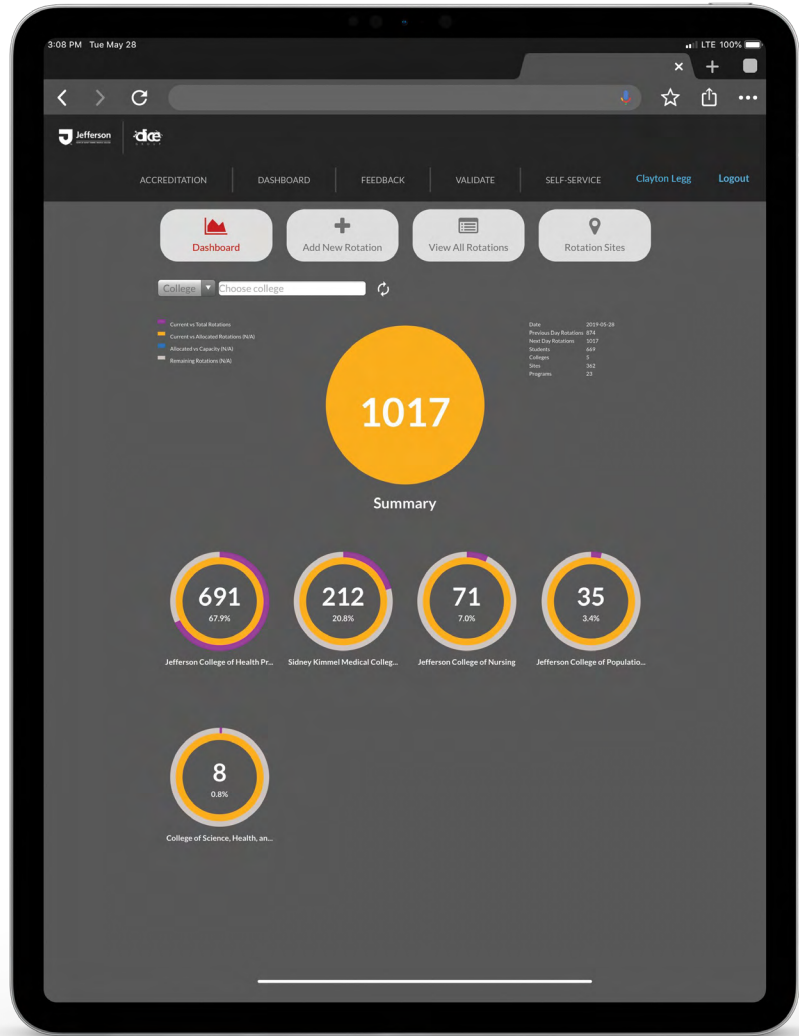 3:08 PM Tue May 28
LTE 100%
Jefferson
dice
GROUP
ACCREDITATION DASHBOARD FEEDBACK VALIDATE SELF-SERVICE Clayton Legg Logout
Dashboard Add New Rotation View All Rotations Rotation Sites
College Choose college
Current vs Total Rotations
Current vs Allocated Rotations (N/A)
Allocated vs Capacity (N/A)
Remaining Rotations (N/A)
Date 2019-05-28
Previous Day Rotations 874
Next Day Rotations 1017
Students 669
Colleges 5
Sites 362
Programs 23
1017
Summary
691 212 71 35
67.9% 20.8% 7.0% 3.4%
Jefferson College of Health Pr... Sidney Kimmel Medical Colleg... Jefferson College of Nursing Jefferson College of Populatio...
8
0.8%
College of Science, Health, an...